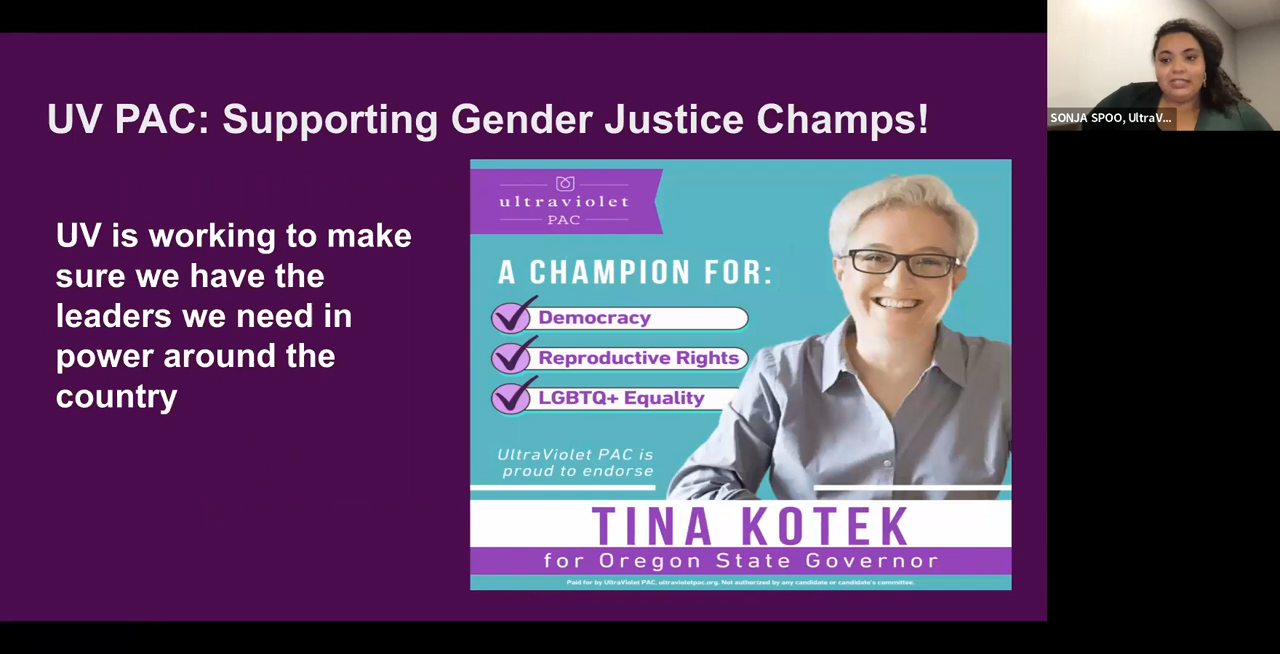 UV PAC: Supporting Gender Justice Champs!
SONJA SPOO, UltraV...
UV is working to make
sure we have the
leaders we need in
power around the
country
ultraviolet
PAC
A CHAMPION FOR:
Democracy
Reproductive Rights
LGBTQ+ Equality
UltraViolet PAC is
proud to endorse
TINA KOTEK
for Oregon State Governor
Paid for by UltraViolet PAC, ultravioletpac.org. Not authorized by any candidate or candidate's committee.